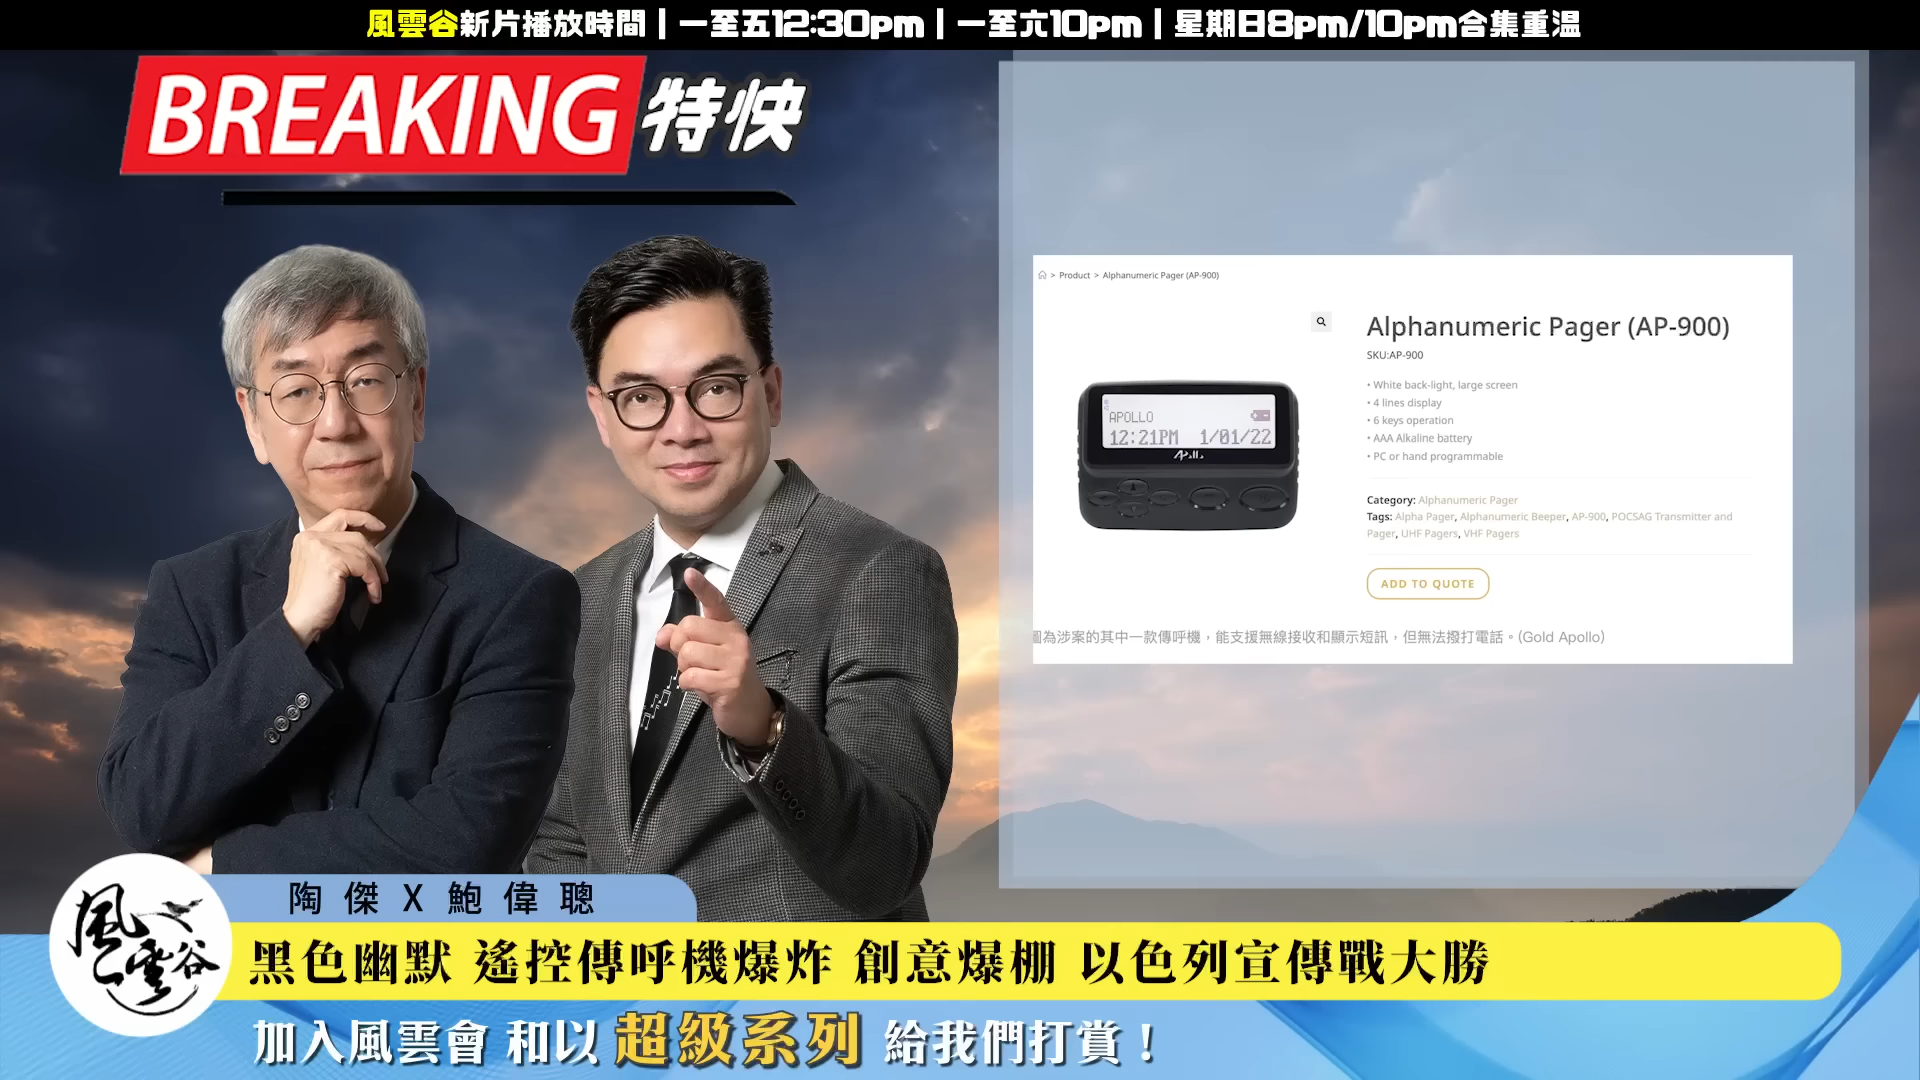 風雲谷新片播放時間 | 一至五12:30pm | 一至六10pm | 星期日8pm/10pm合集重温
BREAKING 特快
> Product > Alphanumeric Pager (AP-900)
Alphanumeric Pager (AP-900)
SKU:AP-900
• White back-light, large screen
• 4 lines display
• 6 keys operation
• AAA Alkaline battery
• PC or hand programmable
APOLLO
12:21PM 1/01/22
Apollo
Category: Alphanumeric Pager
Tags: Alpha Pager, Alphanumeric Beeper, AP-900, POCSAG Transmitter and
Pager, UHF Pagers, VHF Pagers
ADD TO QUOTE
圖為涉案的其中一款傳呼機，能支援無線接收和顯示短訊，但無法撥打電話。(Gold Apollo)
風雲谷
陶傑X鮑偉聰
黑色幽默 遙控傳呼機爆炸 創意爆棚 以色列宣傳戰大勝
加入風雲會 和以 超級系列 給我們打賞！